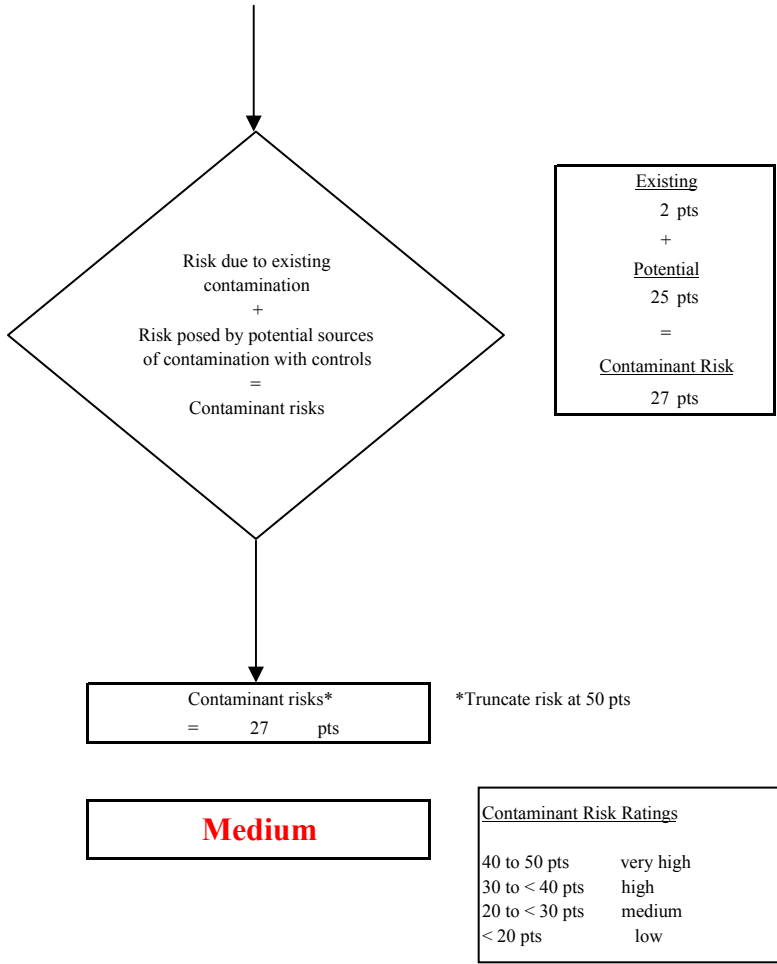 Risk due to existing
contamination
+
Risk posed by potential sources
of contamination with controls
=
Contaminant risks
Existing
2 pts
+
Potential
25 pts
=
Contaminant Risk
27 pts
Contaminant risks*
= 27 pts
*Truncate risk at 50 pts
Medium
Contaminant Risk Ratings
40 to 50 pts very high
30 to < 40 pts high
20 to < 30 pts medium
< 20 pts low